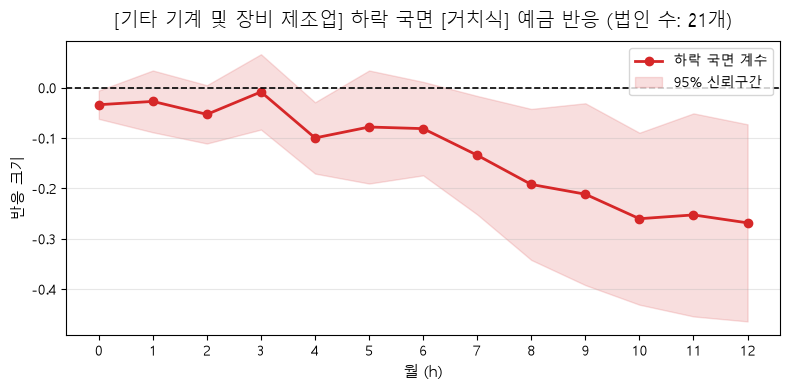 [기타 기계 및 장비 제조업] 하락 국면 [거치식] 예금 반응 (법인 수: 21개)
하락 국면 계수
95% 신뢰구간
반응 크기
0.0
-0.1
-0.2
-0.3
-0.4
0 1 2 3 4 5 6 7 8 9 10 11 12
월 (h)